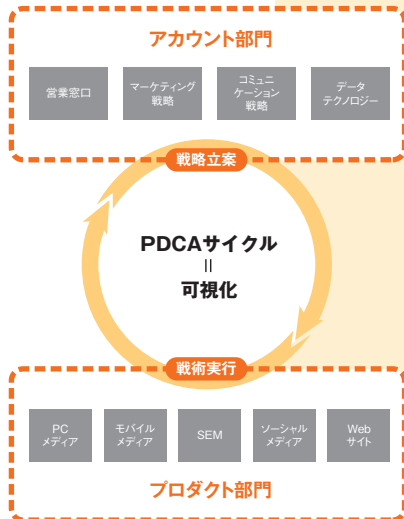 アカウント部門
営業窓口
マーケティング
戦略
コミュニ
ケーション
戦略
データ
テクノロジー
戦略立案
PDCAサイクル
=
可視化
戦術実行
PC
メディア
モバイル
メディア
SEM
ソーシャル
メディア
Web
サイト
プロダクト部門